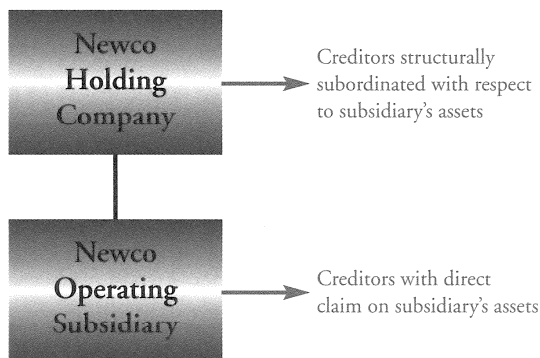 Newco
Holding
Company
Creditors structurally
subordinated with respect
to subsidiary's assets
Newco
Operating
Subsidiary
Creditors with direct
claim on subsidiary's assets